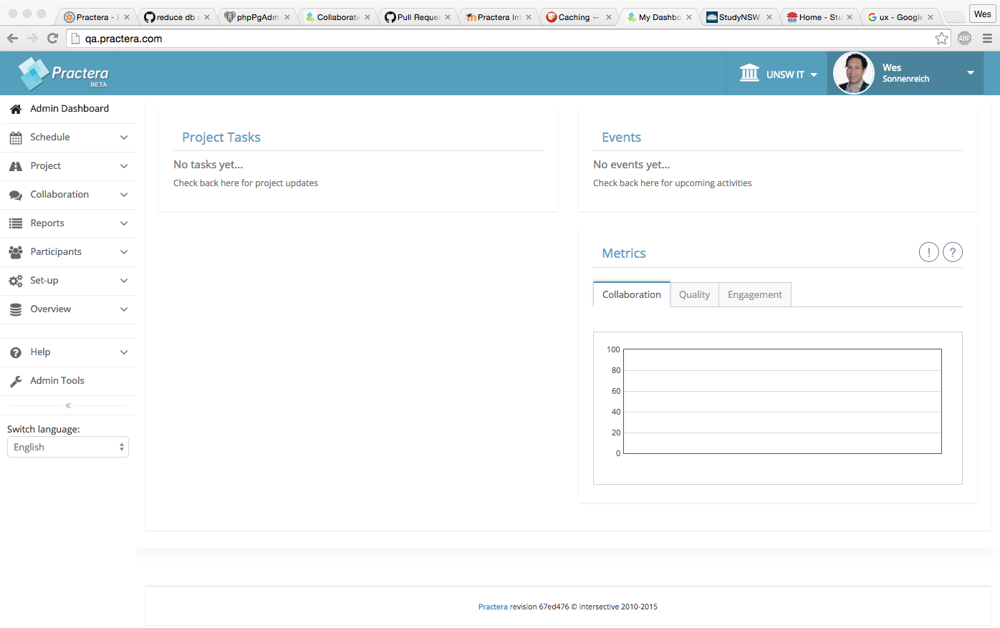 Practera - F
reduce db c
phpPgAdm
Collaboratic
Pull Reques
Practera Int
Caching —
My Dashbo
StudyNSW
Home - Stu
ux - Google
Wes
qa.practera.com
ABP
Practera
BETA
UNSW IT
Wes
Sonnenreich
Admin Dashboard
Schedule
Project
Collaboration
Reports
Participants
Set-up
Overview
Help
Admin Tools
Switch language:
English
Project Tasks
No tasks yet...
Check back here for project updates
Events
No events yet...
Check back here for upcoming activities
Metrics
! ?
Collaboration Quality Engagement
100
80
60
40
20
0
Practera revision 67ed476 © intersective 2010-2015